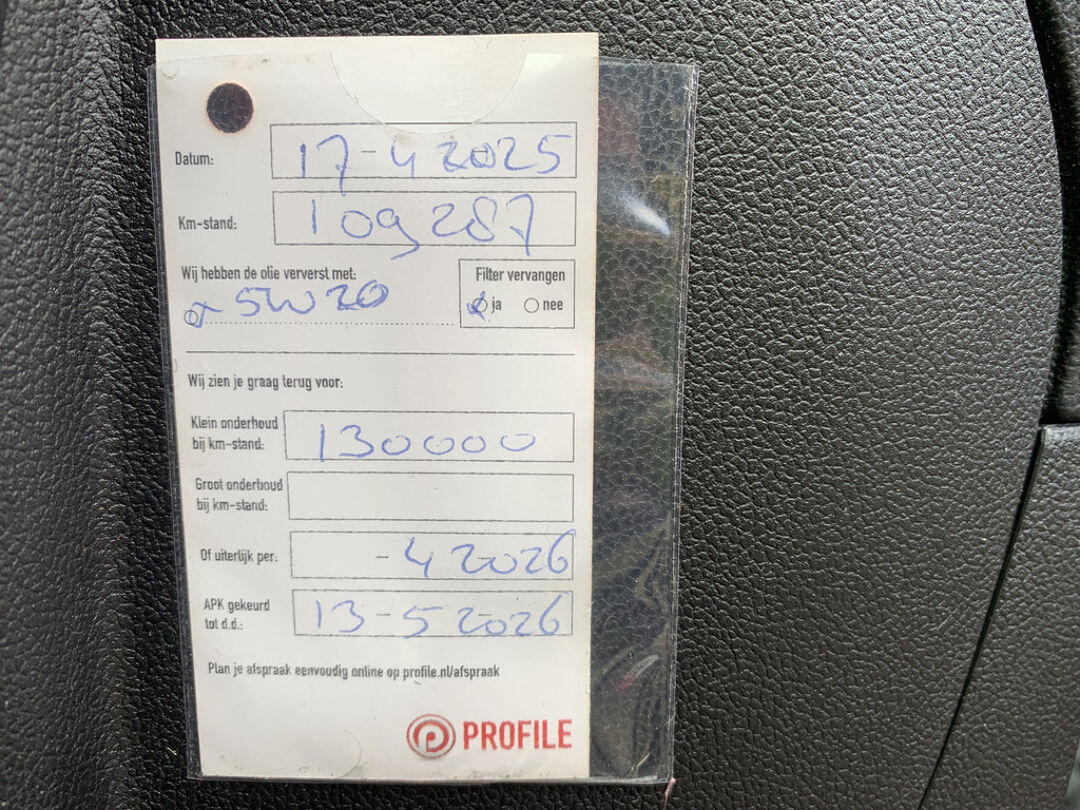 Datum: 17-4 2025
Km-stand: 109287
Wij hebben de olie ververst met:
5W20
Filter vervangen
ja nee
Wij zien je graag terug voor:
Klein onderhoud
bij km-stand: 130000
Groot onderhoud
bij km-stand:
Of uiterlijk per: -4 2026
APK gekeurd
tot d.d.: 13-5 2026
Plan je afspraak eenvoudig online op profile.nl/afspraak
PROFILE